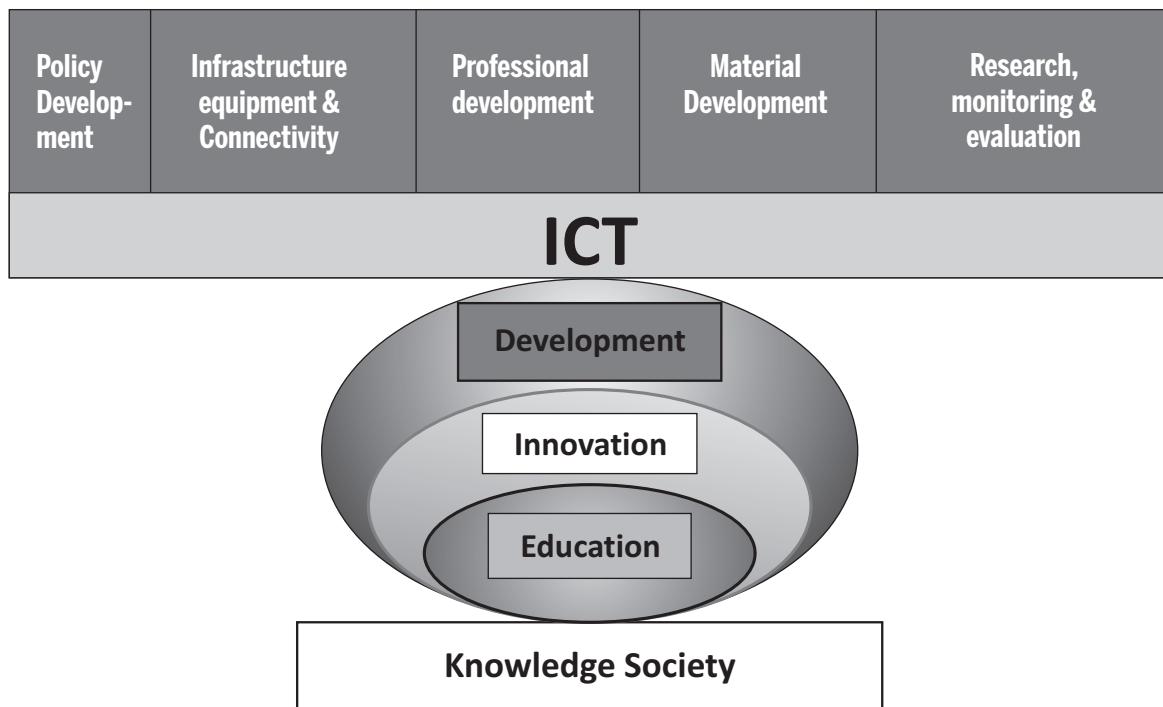 Policy
Develop-
ment
Infrastructure
equipment &
Connectivity
Professional
development
Material
Development
Research,
monitoring &
evaluation
ICT
Development
Innovation
Education
Knowledge Society